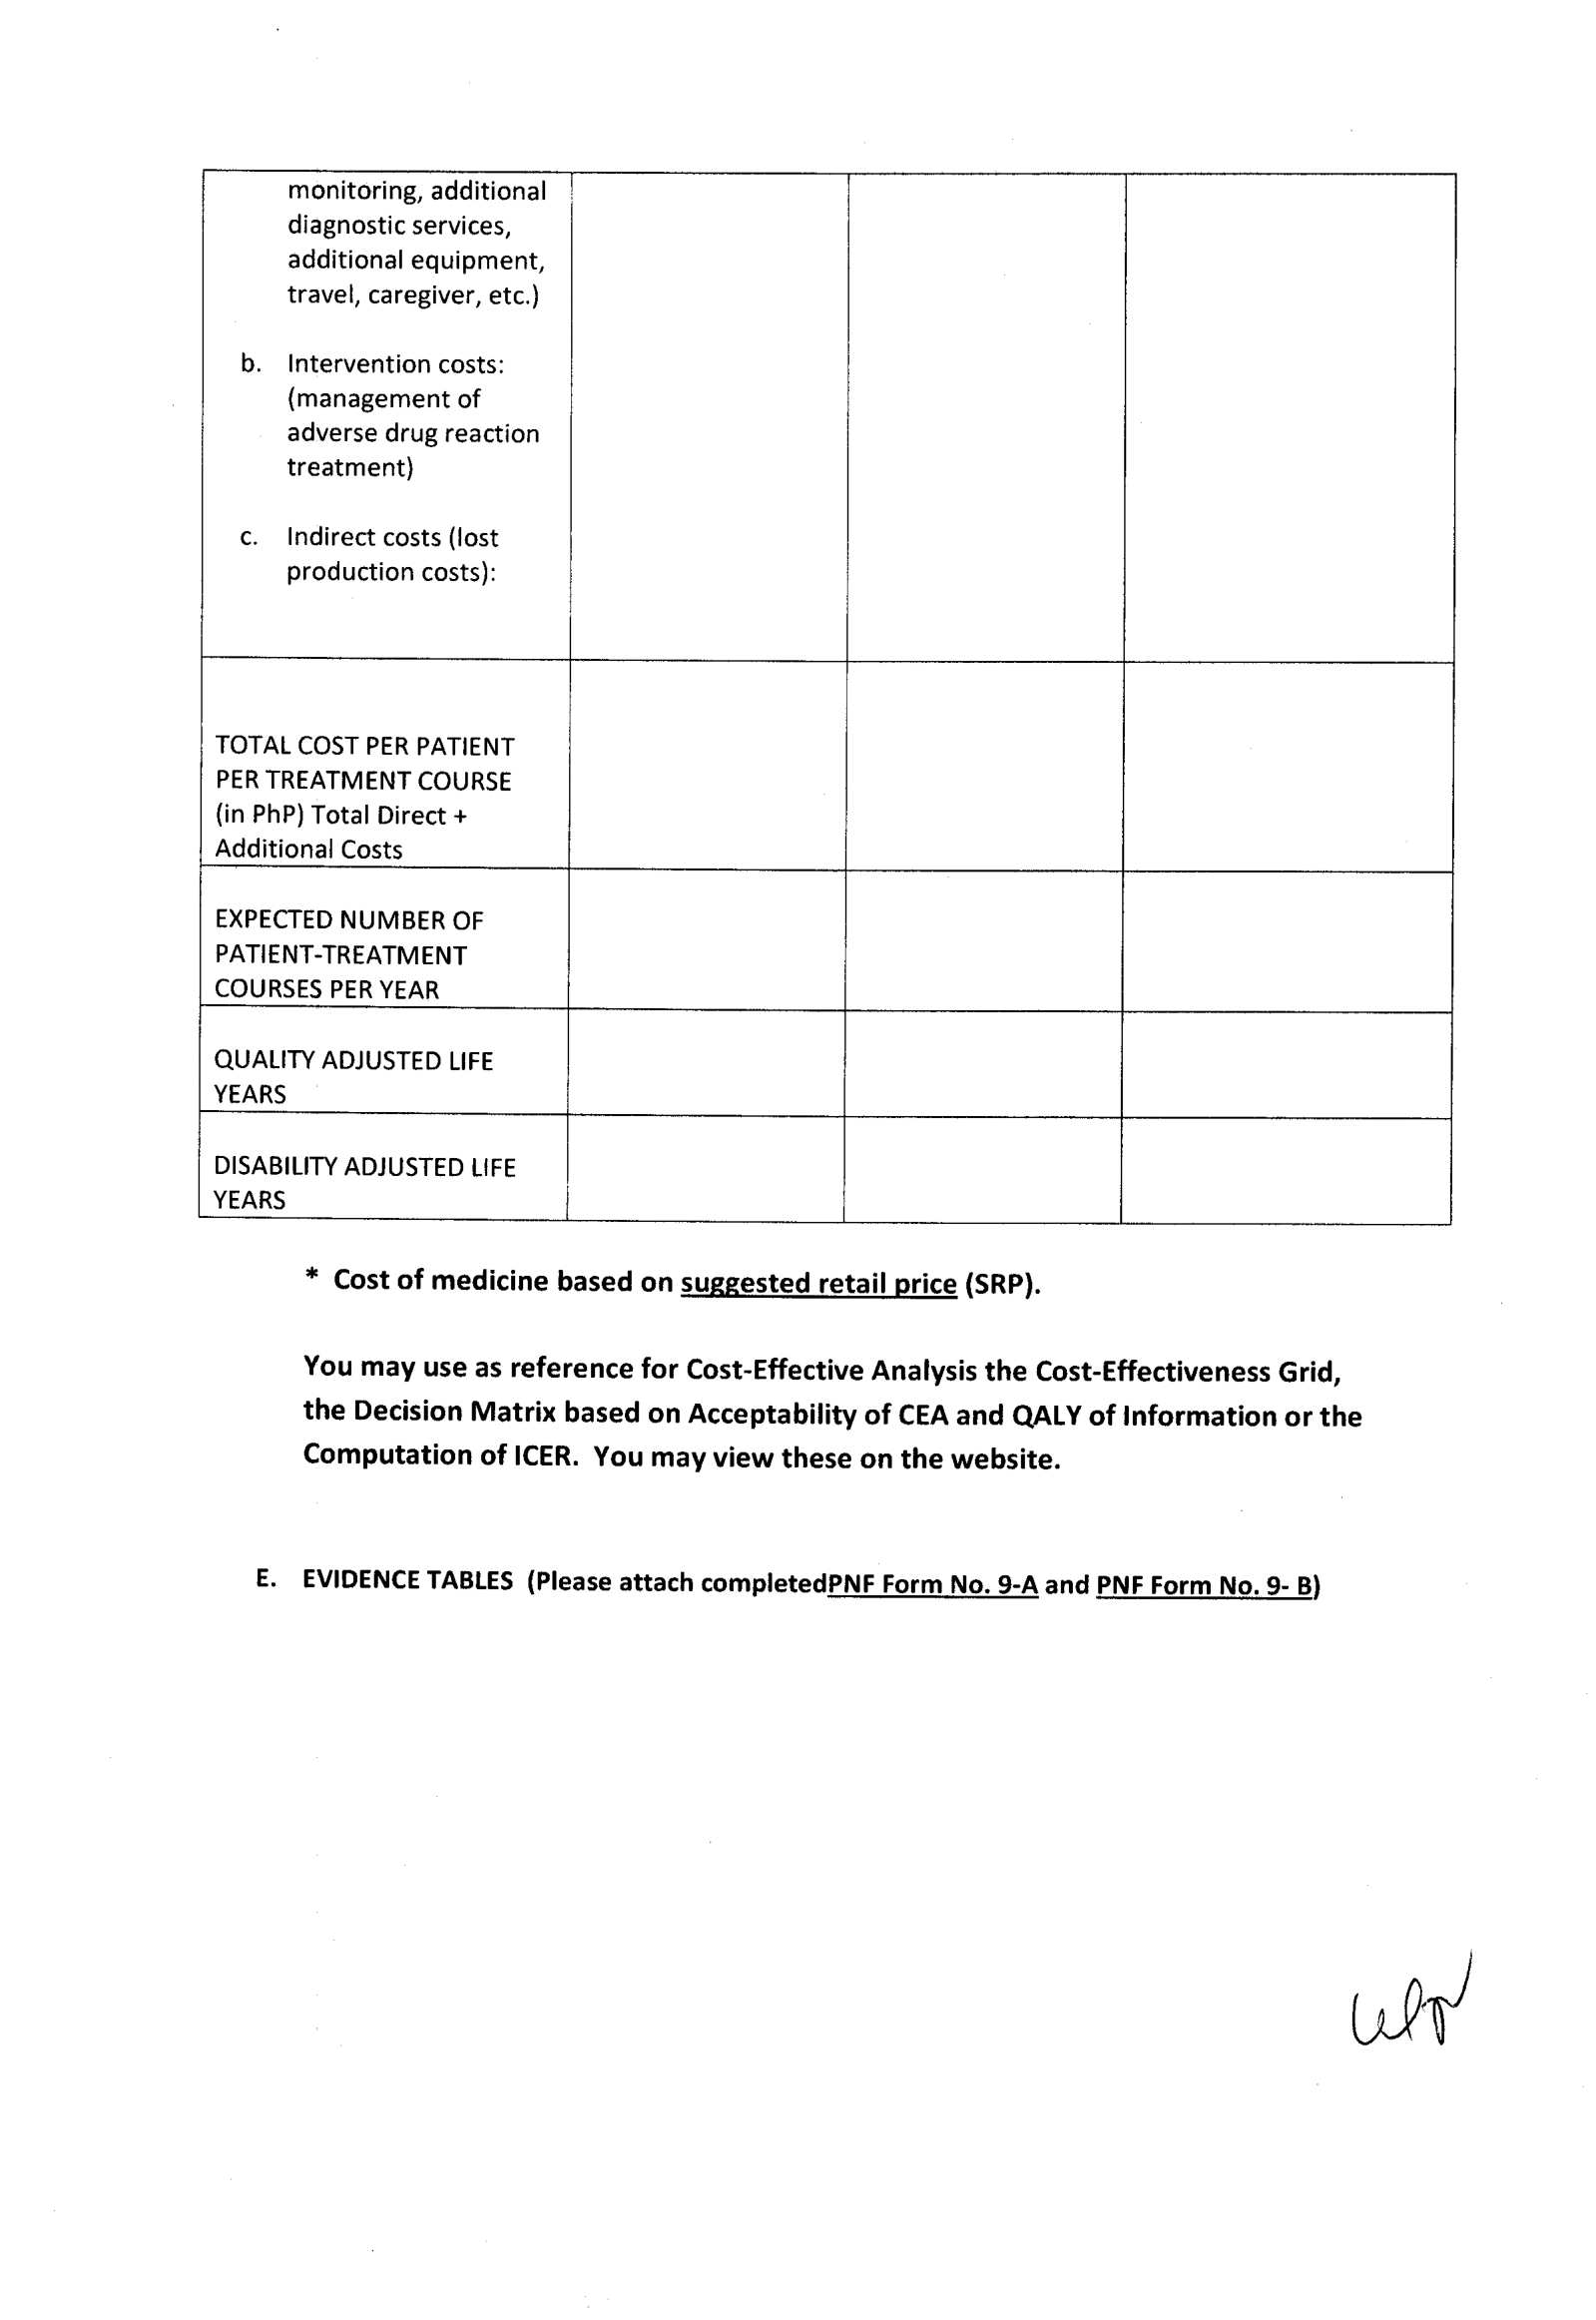 monitoring, additional
diagnostic services,
additional equipment,
travel, caregiver, etc.)
b. Intervention costs:
(management of
adverse drug reaction
treatment)
c. Indirect costs (lost
production costs):
TOTAL COST PER PATIENT
PER TREATMENT COURSE
(in PhP) Total Direct +
Additional Costs
EXPECTED NUMBER OF
PATIENT-TREATMENT
COURSES PER YEAR
QUALITY ADJUSTED LIFE
YEARS
DISABILITY ADJUSTED LIFE
YEARS
* Cost of medicine based on suggested retail price (SRP).
You may use as reference for Cost-Effective Analysis the Cost-Effectiveness Grid,
the Decision Matrix based on Acceptability of CEA and QALY of Information or the
Computation of ICER. You may view these on the website.
E. EVIDENCE TABLES (Please attach completedPNF Form No. 9-A and PNF Form No. 9- B)